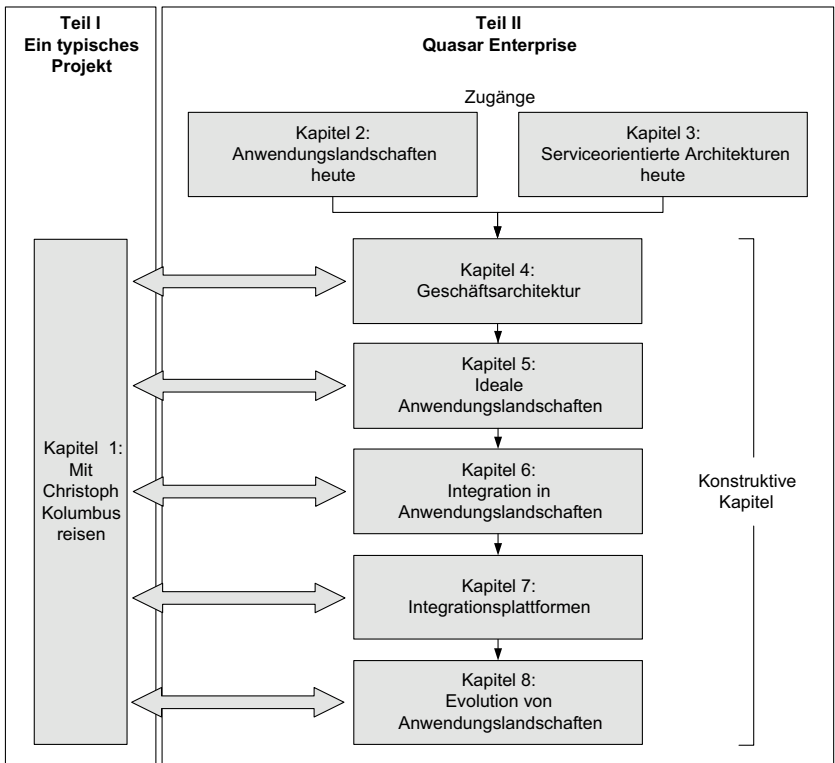 Teil I
Ein typisches
Projekt
Teil II
Quasar Enterprise
Zugänge
Kapitel 2:
Anwendungslandschaften
heute
Kapitel 3:
Serviceorientierte Architekturen
heute
Kapitel 4:
Geschäftsarchitektur
Kapitel 5:
Ideale
Anwendungslandschaften
Kapitel 1:
Mit
Christoph
Kolumbus
reisen
Kapitel 6:
Integration in
Anwendungslandschaften
Konstruktive
Kapitel
Kapitel 7:
Integrationsplattformen
Kapitel 8:
Evolution von
Anwendungslandschaften